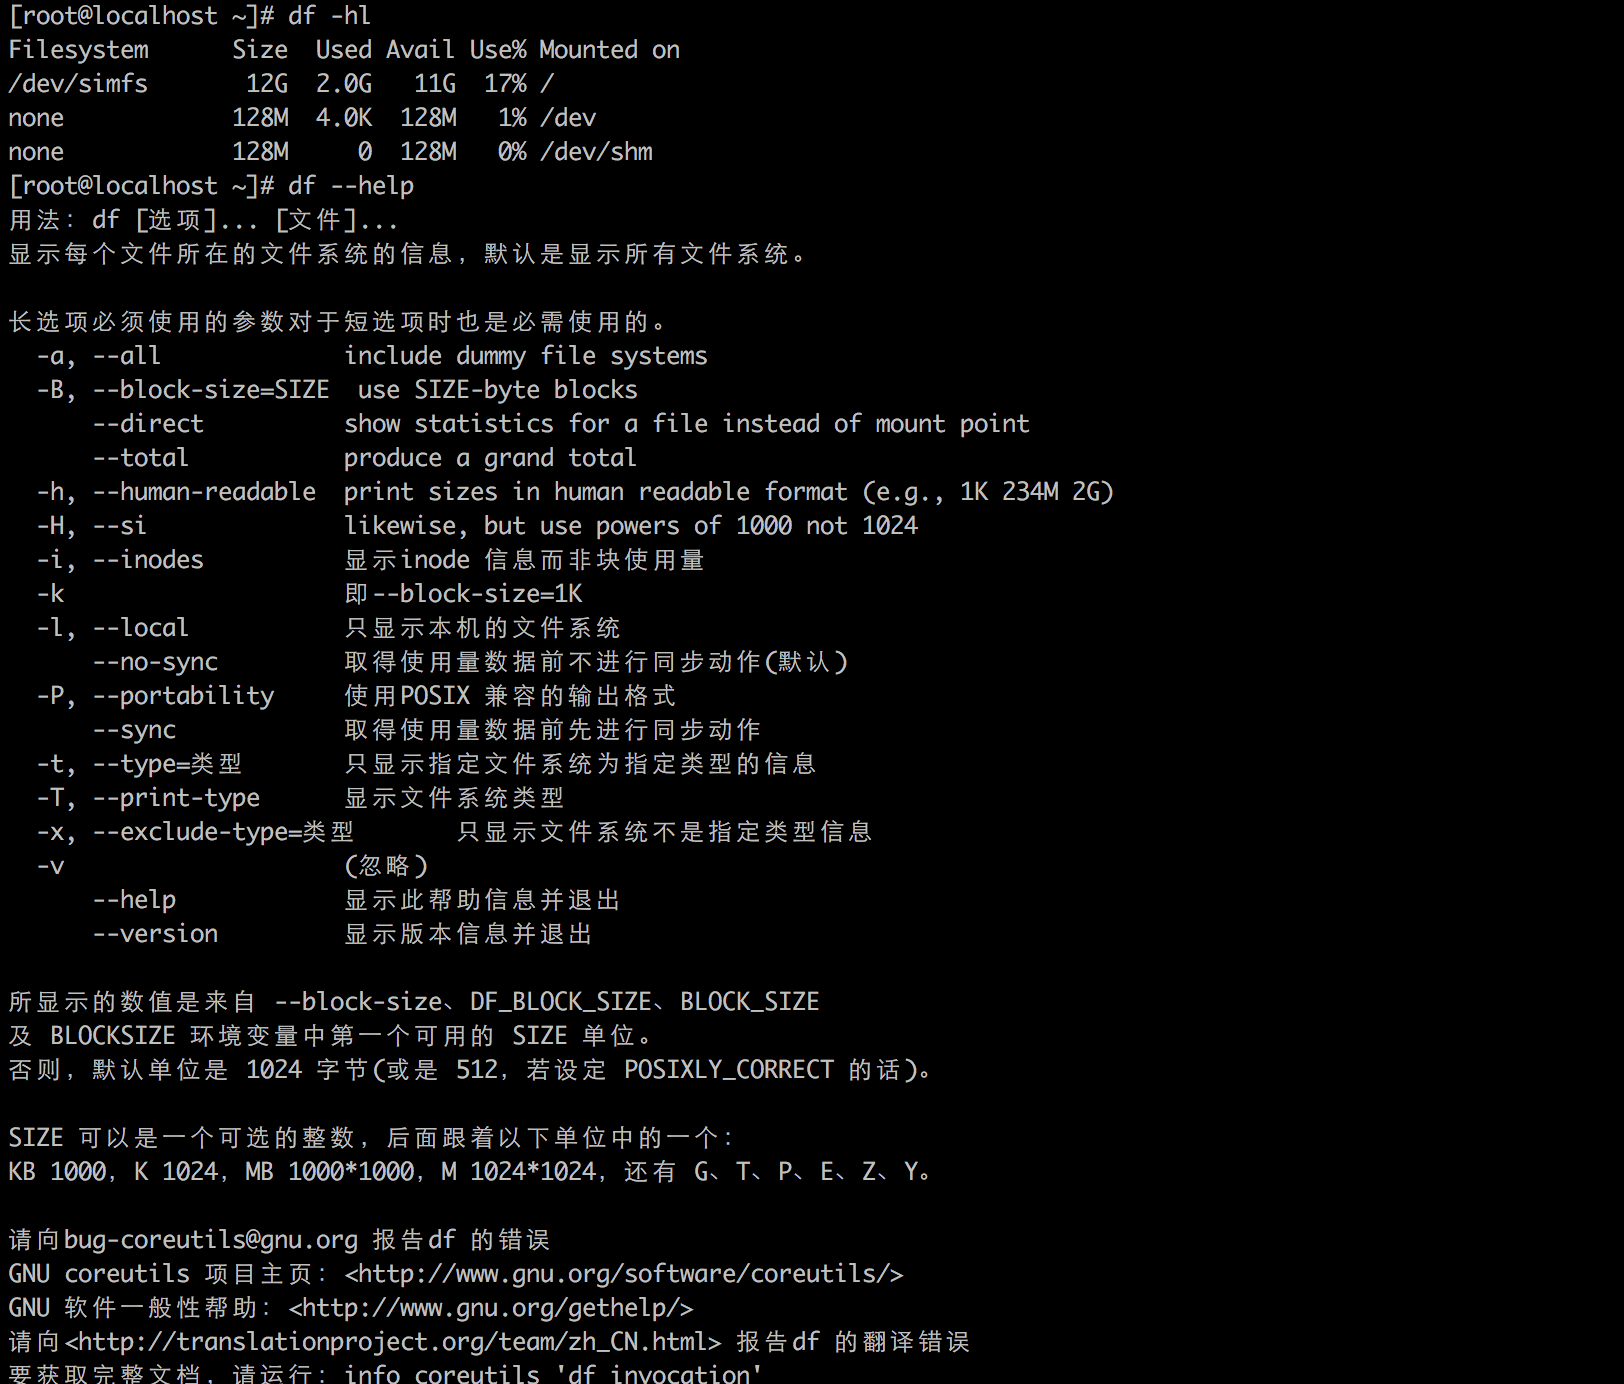 [root@localhost ~]# df -hl
Filesystem      Size  Used Avail Use% Mounted on
/dev/simfs       12G  2.0G   11G  17% /
none            128M  4.0K  128M   1% /dev
none            128M     0  128M   0% /dev/shm
[root@localhost ~]# df --help
用法：df [选项]... [文件]...
显示每个文件所在的文件系统的信息，默认是显示所有文件系统。

长选项必须使用的参数对于短选项时也是必需使用的。
  -a, --all             include dummy file systems
  -B, --block-size=SIZE  use SIZE-byte blocks
      --direct          show statistics for a file instead of mount point
      --total           produce a grand total
  -h, --human-readable  print sizes in human readable format (e.g., 1K 234M 2G)
  -H, --si              likewise, but use powers of 1000 not 1024
  -i, --inodes          显示inode 信息而非块使用量
  -k                    即--block-size=1K
  -l, --local           只显示本机的文件系统
      --no-sync         取得使用量数据前不进行同步动作(默认)
  -P, --portability     使用POSIX 兼容的输出格式
      --sync            取得使用量数据前先进行同步动作
  -t, --type=类型       只显示指定文件系统为指定类型的信息
  -T, --print-type      显示文件系统类型
  -x, --exclude-type=类型       只显示文件系统不是指定类型信息
  -v                    (忽略)
      --help            显示此帮助信息并退出
      --version         显示版本信息并退出

所显示的数值是来自 --block-size、DF_BLOCK_SIZE、BLOCK_SIZE
及 BLOCKSIZE 环境变量中第一个可用的 SIZE 单位。
否则，默认单位是 1024 字节(或是 512，若设定 POSIXLY_CORRECT 的话)。

SIZE 可以是一个可选的整数，后面跟着以下单位中的一个：
KB 1000，K 1024，MB 1000*1000，M 1024*1024，还有 G、T、P、E、Z、Y。

请向bug-coreutils@gnu.org 报告df 的错误
GNU coreutils 项目主页：<http://www.gnu.org/software/coreutils/>
GNU 软件一般性帮助：<http://www.gnu.org/gethelp/>
请向<http://translationproject.org/team/zh_CN.html> 报告df 的翻译错误
要获取完整文档，请运行：info coreutils 'df invocation'